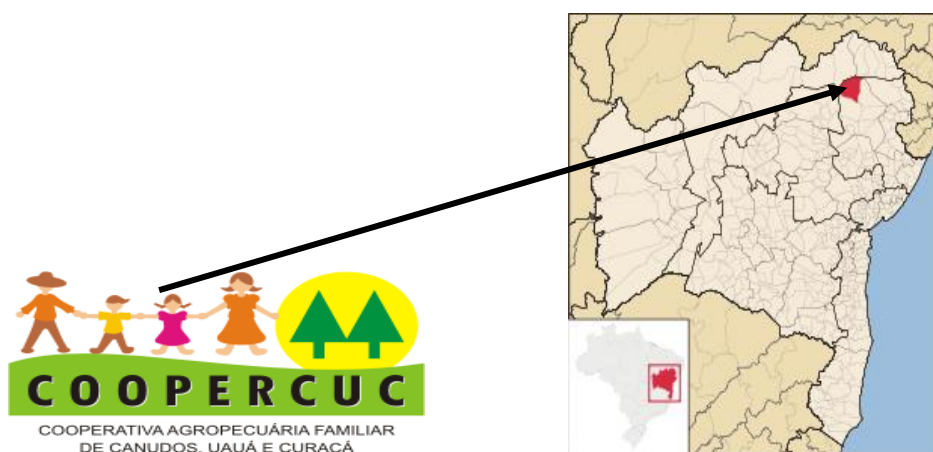 COOPERCUC
COOPERATIVA AGROPECUÁRIA FAMILIAR
DE CANUDOS, UAUÁ E CURAÇÁ